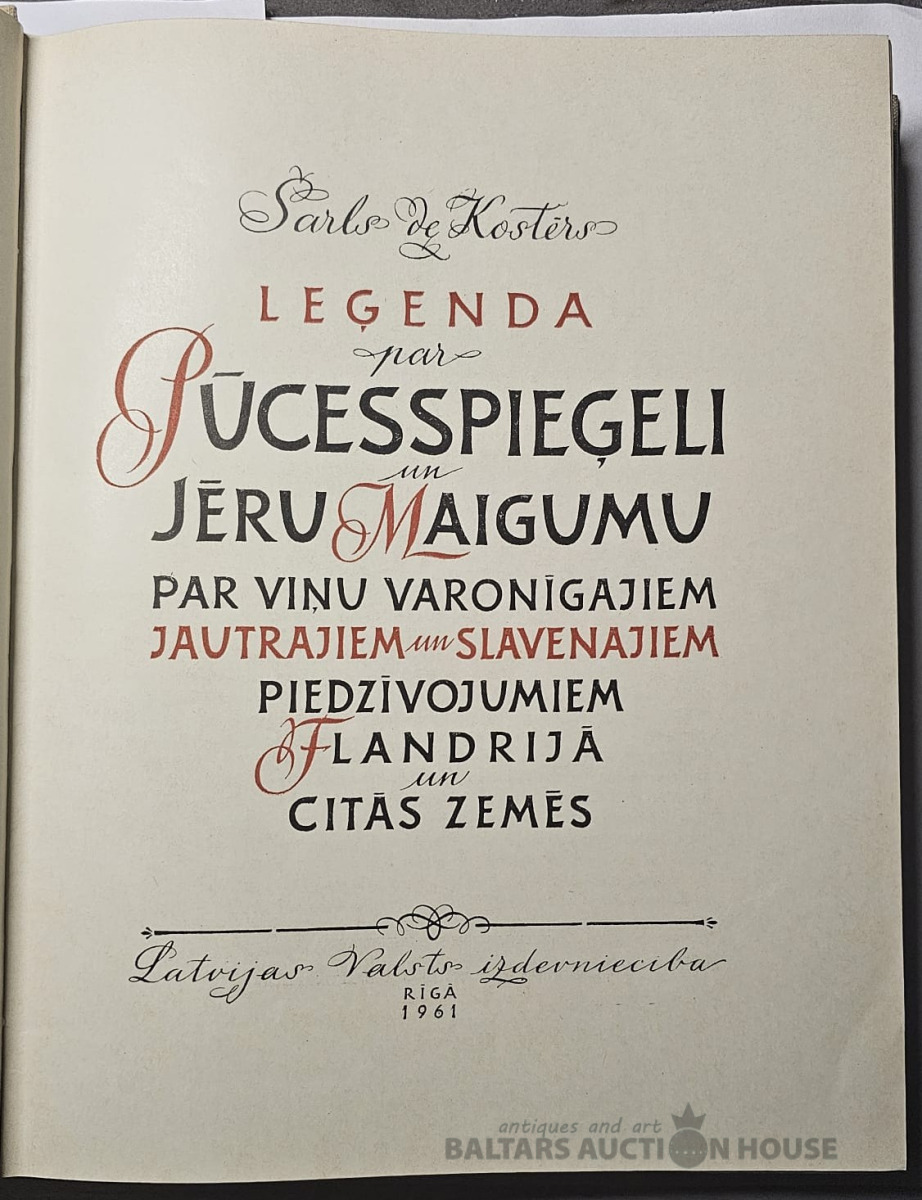 Šarls de Kostērs
LEĢENDA
par
PŪCESSPIEĢELI
un
JĒRU MAIGUMU
PAR VIŅU VARONĪGAJIEM
JAUTRAJIEM un SLAVENAJIEM
PIEDZĪVOJUMIEM
FLANDRIJĀ
un
CITĀS ZEMĒS
Latvijas Valsts izdevniecība
RĪGĀ
1961
antiques and art
BALTARS AUCTION HOUSE